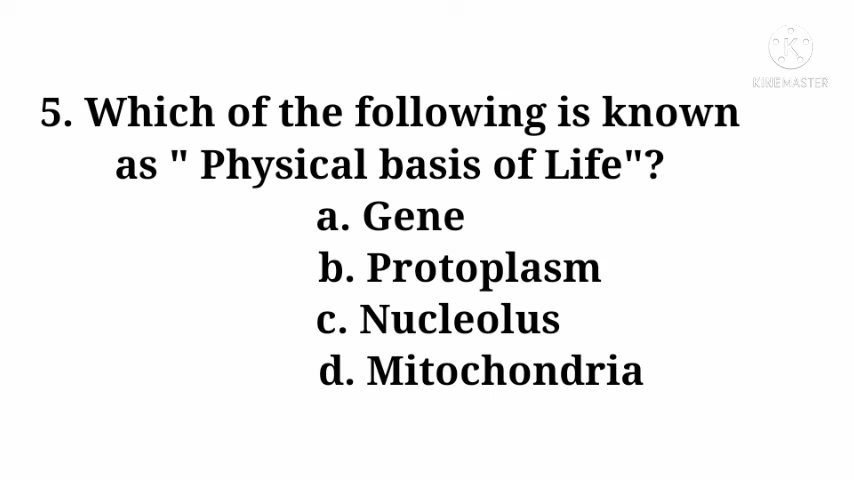 KINEMASTER
5. Which of the following is known
as " Physical basis of Life"?
a. Gene
b. Protoplasm
c. Nucleolus
d. Mitochondria